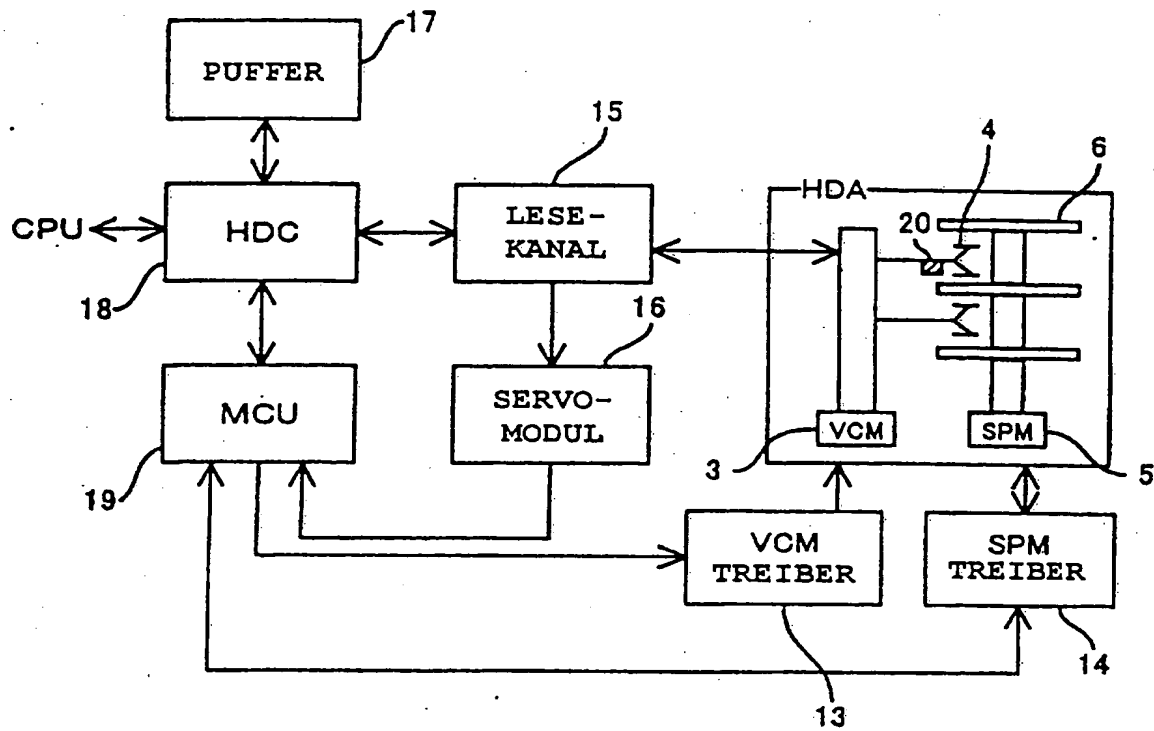 17
PUFFER
15
4
6
HDA
CPU
HDC
LESE-
KANAL
20
18
16
MCU
SERVO-
MODUL
VCM
SPM
3
5
19
VCM
TREIBER
SPM
TREIBER
14
13